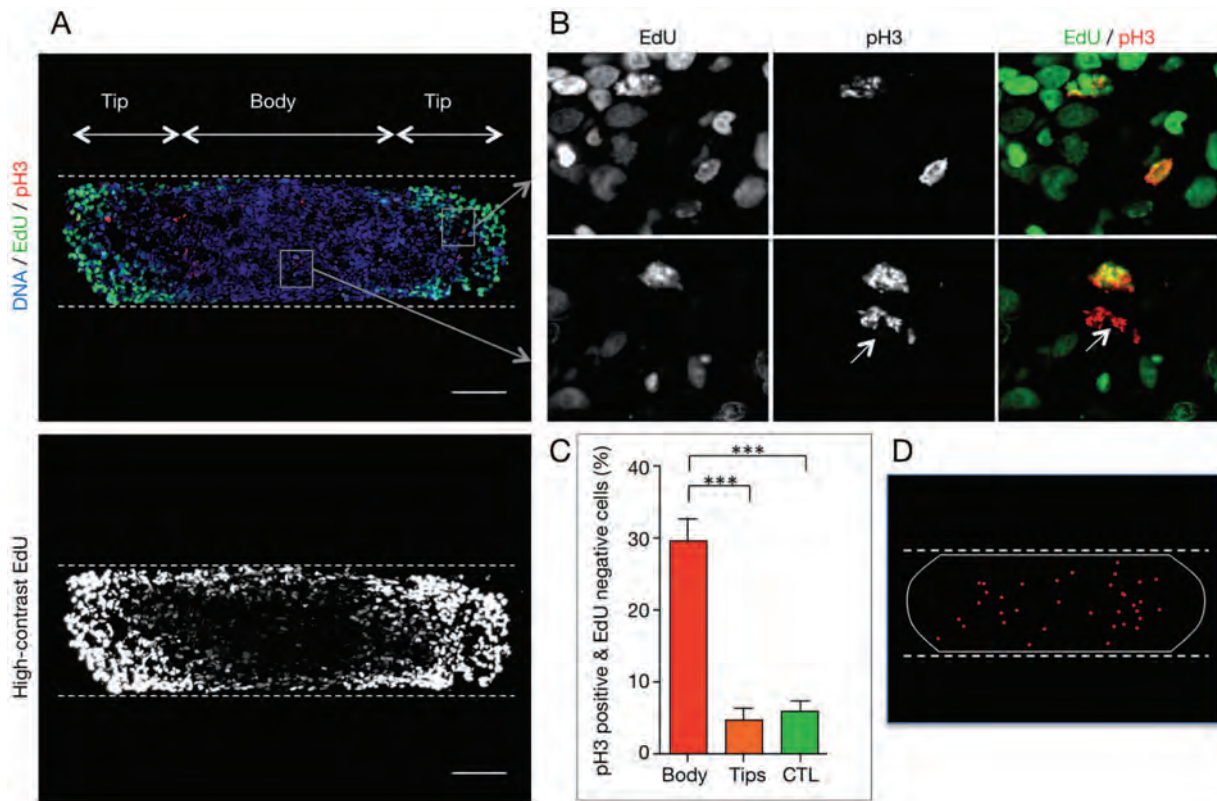 A
Tip Body Tip
DNA / EdU / pH3
High-contrast EdU
B
EdU pH3 EdU / pH3
C
pH3 positive & EdU negative cells (%)
40
30
20
10
0
***
***
Body Tips CTL
D